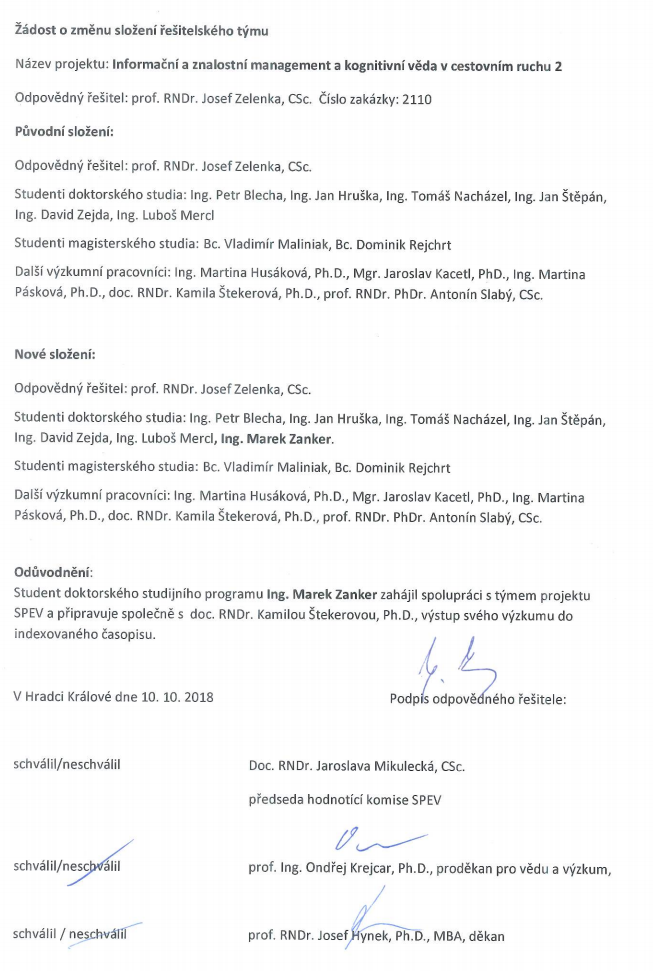 Žádost o změnu složení řešitelského týmu
Název projektu: Informační a znalostní management a kognitivní věda v cestovním ruchu 2
Odpovědný řešitel: prof. RNDr. Josef Zelenka, CSc. Číslo zakázky: 2110
Původní složení:
Odpovědný řešitel: prof. RNDr. Josef Zelenka, CSc.
Studenti doktorského studia: Ing. Petr Blecha, Ing. Jan Hruška, Ing. Tomáš Nacházel, Ing. Jan Štěpán,
Ing. David Zejda, Ing. Luboš Mercl
Studenti magisterského studia: Bc. Vladimír Maliniak, Bc. Dominik Rejchrt
Další výzkumní pracovníci: Ing. Martina Husáková, Ph.D., Mgr. Jaroslav Kacetl, PhD., Ing. Martina
Pásková, Ph.D., doc. RNDr. Kamila Štekerová, Ph.D., prof. RNDr. PhDr. Antonín Slabý, CSc.
Nové složení:
Odpovědný řešitel: prof. RNDr. Josef Zelenka, CSc.
Studenti doktorského studia: Ing. Petr Blecha, Ing. Jan Hruška, Ing. Tomáš Nacházel, Ing. Jan Štěpán,
Ing. David Zejda, Ing. Luboš Mercl, Ing. Marek Zanker.
Studenti magisterského studia: Bc. Vladimír Maliniak, Bc. Dominik Rejchrt
Další výzkumní pracovníci: Ing. Martina Husáková, Ph.D., Mgr. Jaroslav Kacetl, PhD., Ing. Martina
Pásková, Ph.D., doc. RNDr. Kamila Štekerová, Ph.D., prof. RNDr. PhDr. Antonín Slabý, CSc.
Odůvodnění:
Student doktorského studijního programu Ing. Marek Zanker zahájil spolupráci s týmem projektu
SPEV a připravuje společně s doc. RNDr. Kamilou Štekerovou, Ph.D., výstup svého výzkumu do
indexovaného časopisu.
V Hradci Králové dne 10. 10. 2018 Podpis odpovědného řešitele:
schválil/neschválil Doc. RNDr. Jaroslava Mikulecká, CSc.
předseda hodnotící komise SPEV
schválil/neschválil prof. Ing. Ondřej Krejcar, Ph.D., proděkan pro vědu a výzkum,
schválil / neschválil prof. RNDr. Josef Hynek, Ph.D., MBA, děkan